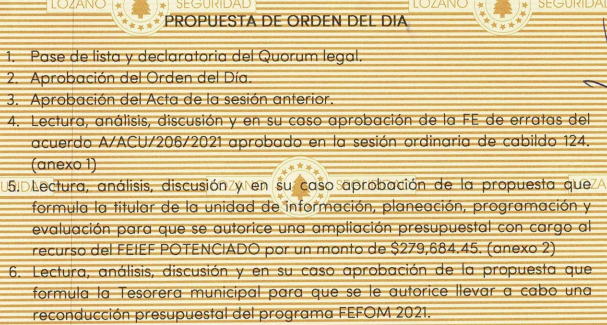 LOZANO SEGURIDAD LOZANO SEGURIDAD
PROPUESTA DE ORDEN DEL DIA
1. Pase de lista y declaratoria del Quorum legal.
2. Aprobación del Orden del Día.
3. Aprobación del Acta de la sesión anterior.
4. Lectura, análisis, discusión y en su caso aprobación de la FE de erratas del
acuerdo A/ACU/206/2021 aprobado en la sesión ordinaria de cabildo 124.
(anexo 1)
5. Lectura, análisis, discusión y en su caso aprobación de la propuesta que
formula la titular de la unidad de información, planeación, programación y
evaluación para que se autorice una ampliación presupuestal con cargo al
recurso del FEIEF POTENCIADO por un monto de $279,684.45. (anexo 2)
6. Lectura, análisis, discusión y en su caso aprobación de la propuesta que
formula la Tesorera municipal para que se le autorice llevar a cabo una
reconducción presupuestal del programa FEFOM 2021.